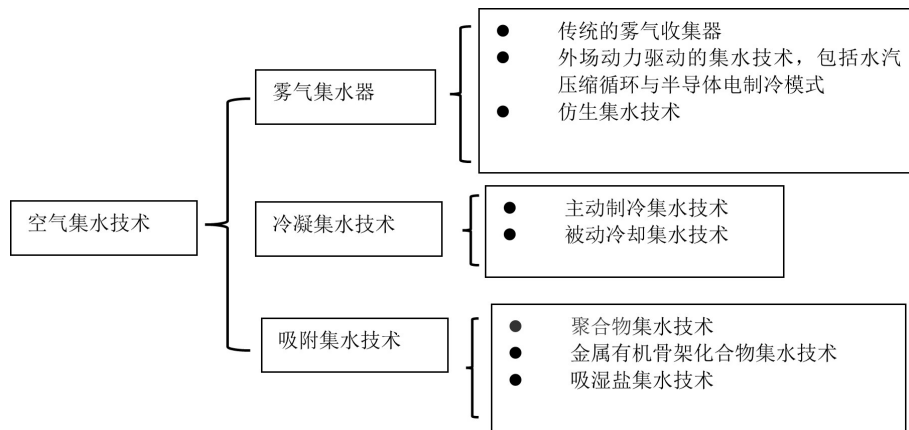 空气集水技术
雾气集水器
传统的雾气收集器
外场动力驱动的集水技术，包括水汽
压缩循环与半导体电制冷模式
仿生集水技术
冷凝集水技术
主动制冷集水技术
被动冷却集水技术
吸附集水技术
聚合物集水技术
金属有机骨架化合物集水技术
吸湿盐集水技术